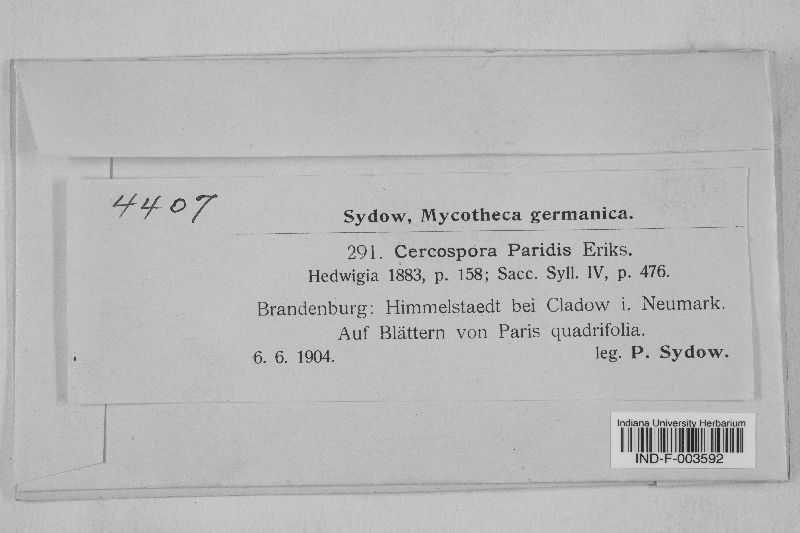 4407
Sydow, Mycotheca germanica.
291. Cercospora Paridis Eriks.
Hedwigia 1883, p. 158; Sacc. Syll. IV, p. 476.
Brandenburg: Himmelstaedt bei Cladow i. Neumark.
Auf Blättern von Paris quadrifolia.
6. 6. 1904. leg. P. Sydow.
Indiana University Herbarium
IND-F-003592